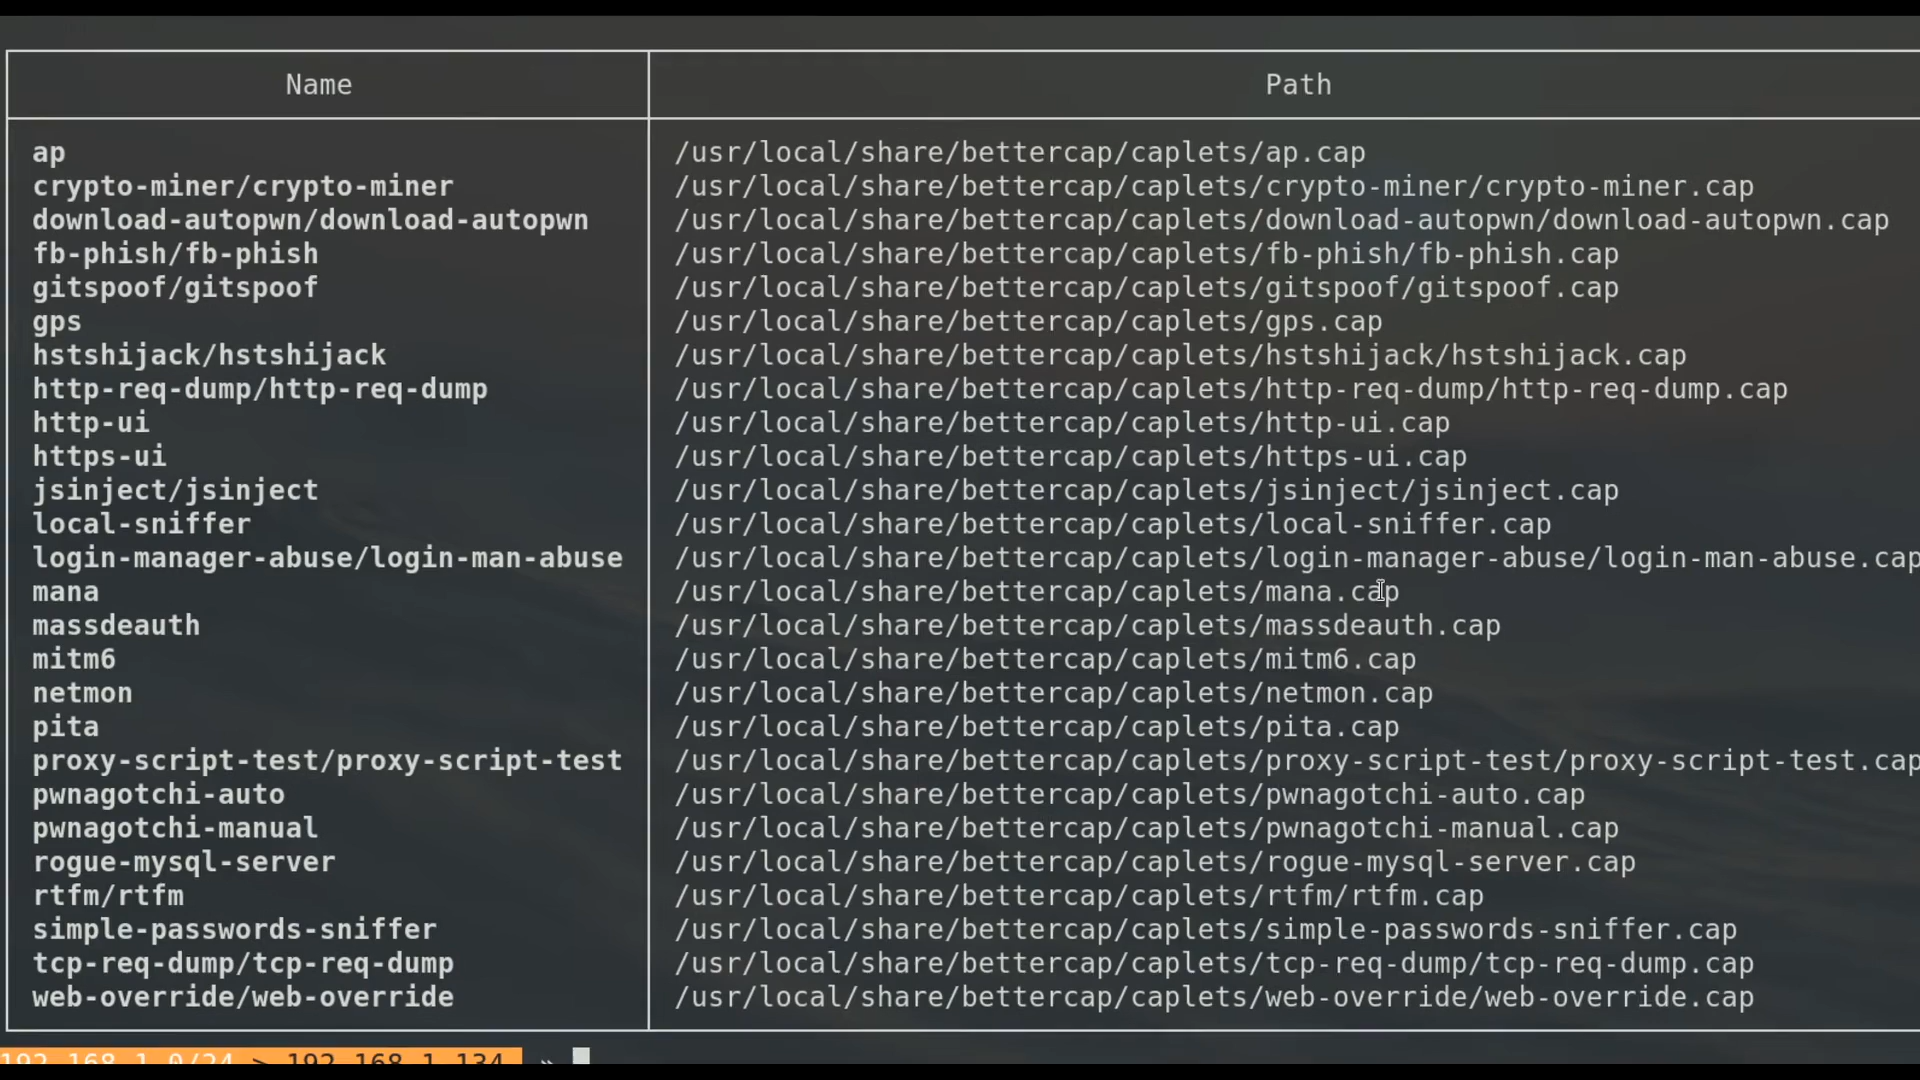 Name Path
ap /usr/local/share/bettercap/caplets/ap.cap
crypto-miner/crypto-miner /usr/local/share/bettercap/caplets/crypto-miner/crypto-miner.cap
download-autopwn/download-autopwn /usr/local/share/bettercap/caplets/download-autopwn/download-autopwn.cap
fb-phish/fb-phish /usr/local/share/bettercap/caplets/fb-phish/fb-phish.cap
gitspoof/gitspoof /usr/local/share/bettercap/caplets/gitspoof/gitspoof.cap
gps /usr/local/share/bettercap/caplets/gps.cap
hstshijack/hstshijack /usr/local/share/bettercap/caplets/hstshijack/hstshijack.cap
http-req-dump/http-req-dump /usr/local/share/bettercap/caplets/http-req-dump/http-req-dump.cap
http-ui /usr/local/share/bettercap/caplets/http-ui.cap
https-ui /usr/local/share/bettercap/caplets/https-ui.cap
jsinject/jsinject /usr/local/share/bettercap/caplets/jsinject/jsinject.cap
local-sniffer /usr/local/share/bettercap/caplets/local-sniffer.cap
login-manager-abuse/login-man-abuse /usr/local/share/bettercap/caplets/login-manager-abuse/login-man-abuse.cap
mana /usr/local/share/bettercap/caplets/mana.cap
massdeauth /usr/local/share/bettercap/caplets/massdeauth.cap
mitm6 /usr/local/share/bettercap/caplets/mitm6.cap
netmon /usr/local/share/bettercap/caplets/netmon.cap
pita /usr/local/share/bettercap/caplets/pita.cap
proxy-script-test/proxy-script-test /usr/local/share/bettercap/caplets/proxy-script-test/proxy-script-test.cap
pwnagotchi-auto /usr/local/share/bettercap/caplets/pwnagotchi-auto.cap
pwnagotchi-manual /usr/local/share/bettercap/caplets/pwnagotchi-manual.cap
rogue-mysql-server /usr/local/share/bettercap/caplets/rogue-mysql-server.cap
rtfm/rtfm /usr/local/share/bettercap/caplets/rtfm/rtfm.cap
simple-passwords-sniffer /usr/local/share/bettercap/caplets/simple-passwords-sniffer.cap
tcp-req-dump/tcp-req-dump /usr/local/share/bettercap/caplets/tcp-req-dump/tcp-req-dump.cap
web-override/web-override /usr/local/share/bettercap/caplets/web-override/web-override.cap
192.168.1.0/24 > 192.168.1.134 »